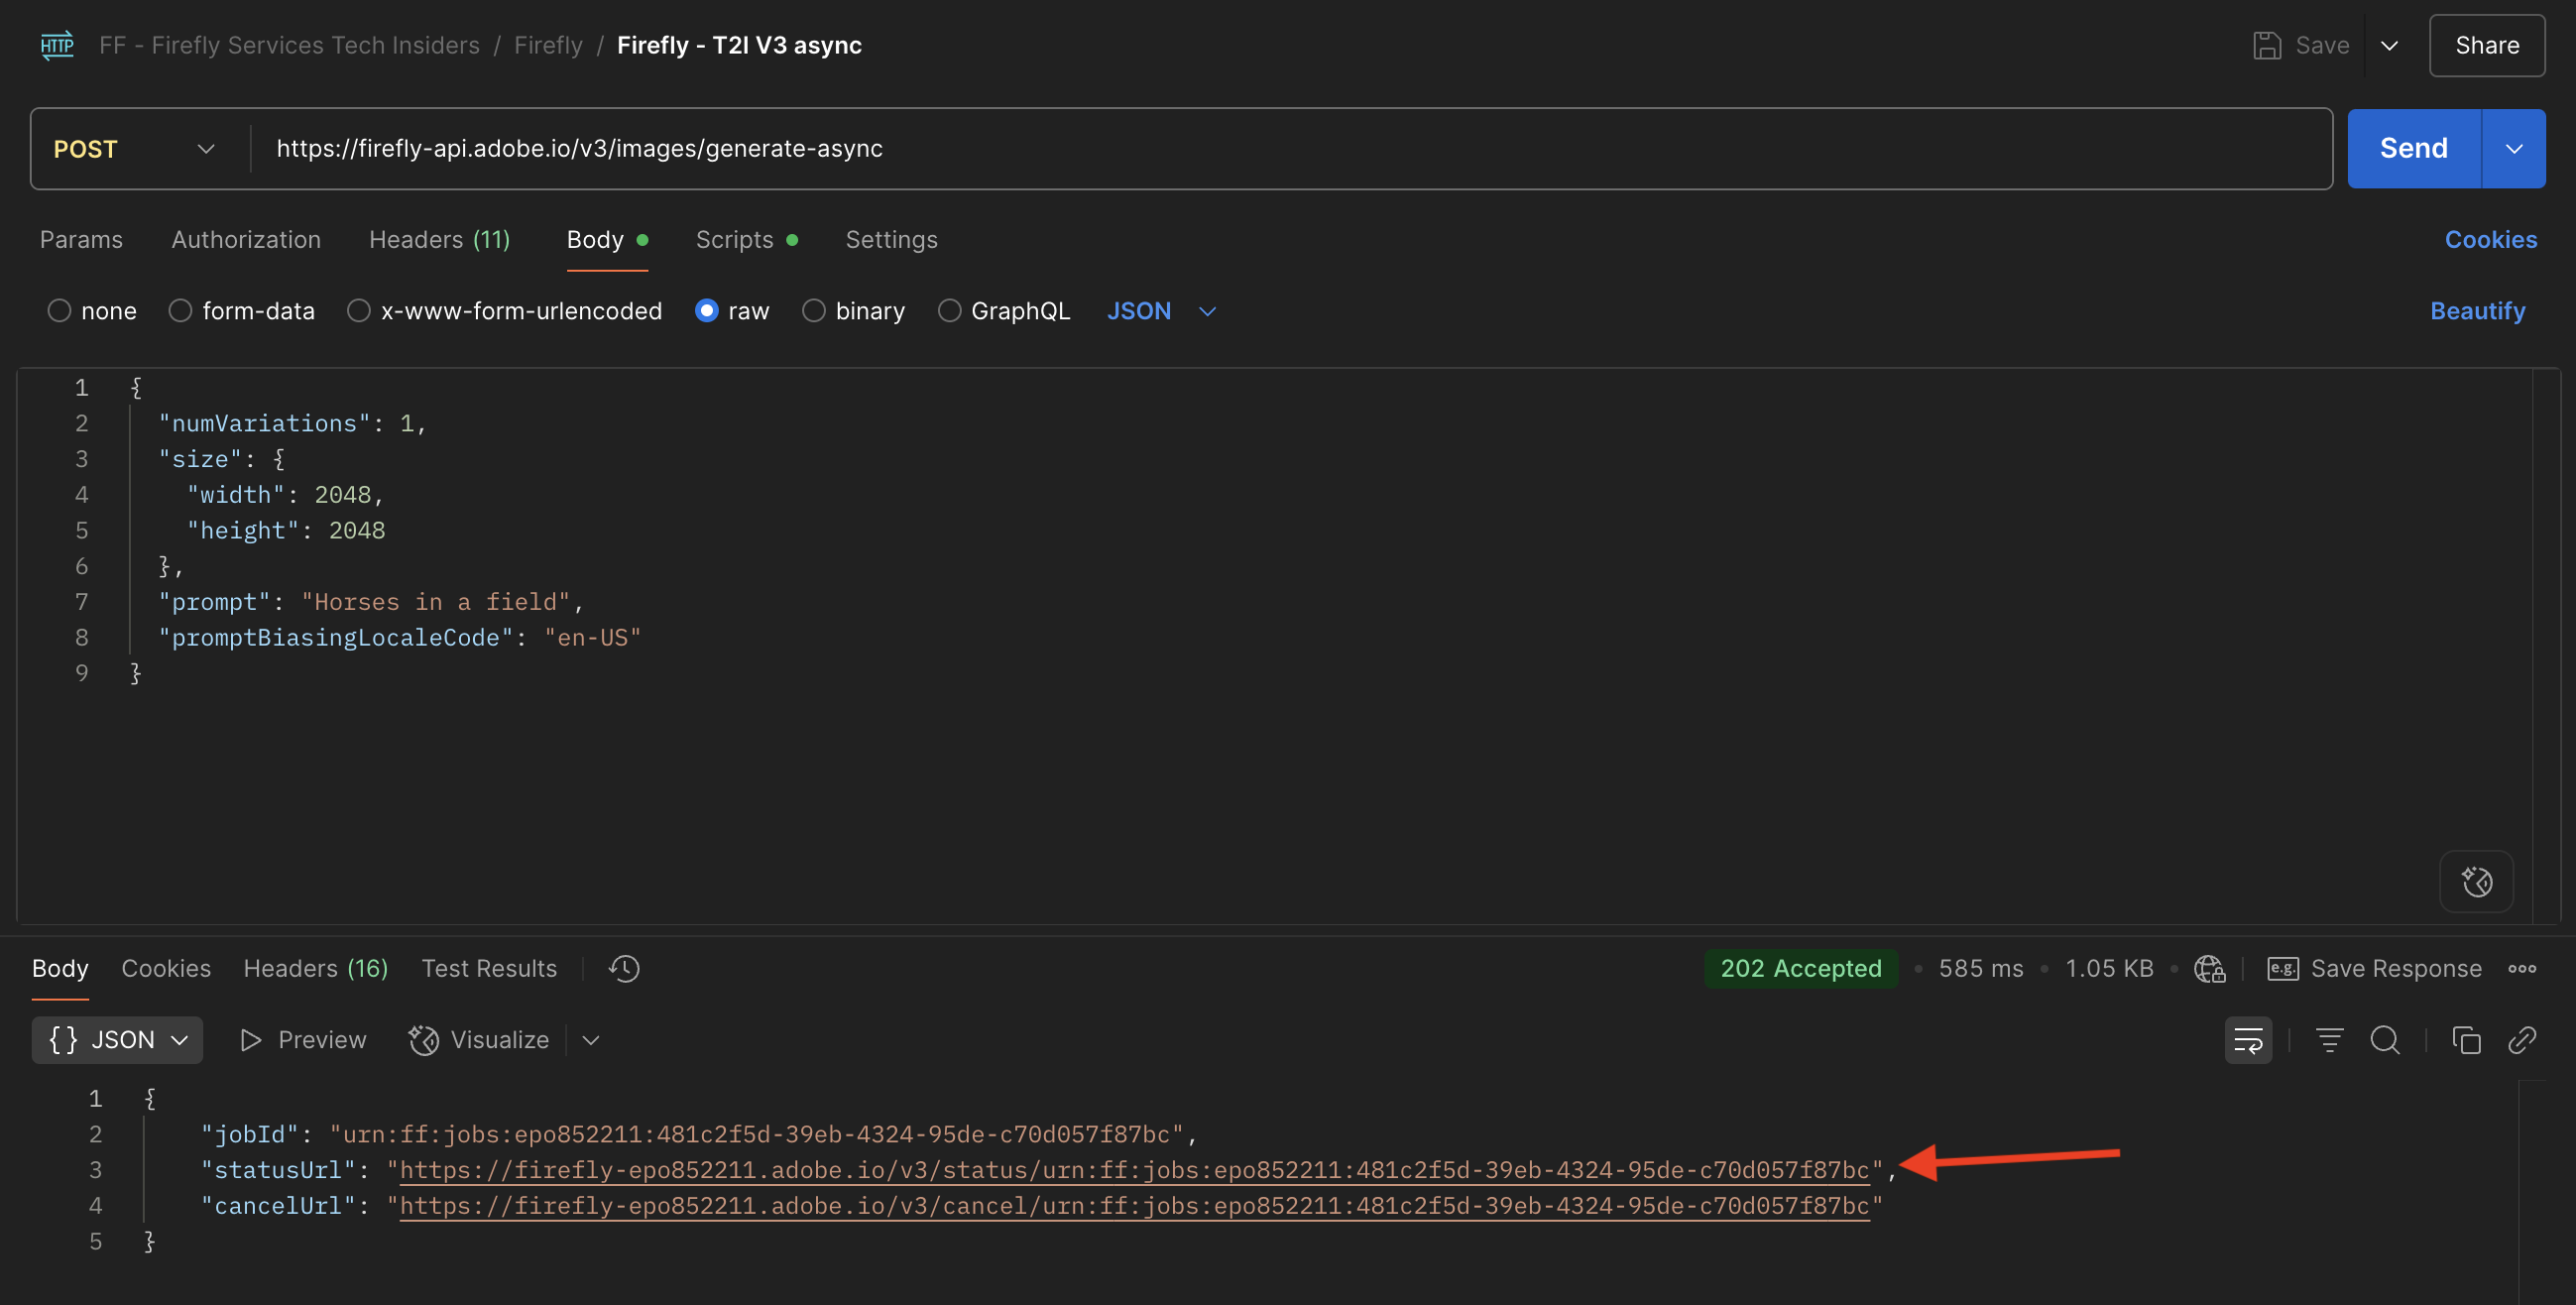 HTTP FF - Firefly Services Tech Insiders / Firefly / Firefly - T2I V3 async Save Share
POST https://firefly-api.adobe.io/v3/images/generate-async Send
Params Authorization Headers (11) Body Scripts Settings Cookies
none form-data x-www-form-urlencoded raw binary GraphQL JSON Beautify
1 {
2 "numVariations": 1,
3 "size": {
4 "width": 2048,
5 "height": 2048
6 },
7 "prompt": "Horses in a field",
8 "promptBiasingLocaleCode": "en-US"
9 }
Body Cookies Headers (16) Test Results 202 Accepted 585 ms 1.05 KB e.g. Save Response
{} JSON Preview Visualize
1 {
2 "jobId": "urn:ff:jobs:epo852211:481c2f5d-39eb-4324-95de-c70d057f87bc",
3 "statusUrl": "https://firefly-epo852211.adobe.io/v3/status/urn:ff:jobs:epo852211:481c2f5d-39eb-4324-95de-c70d057f87bc",
4 "cancelUrl": "https://firefly-epo852211.adobe.io/v3/cancel/urn:ff:jobs:epo852211:481c2f5d-39eb-4324-95de-c70d057f87bc"
5 }